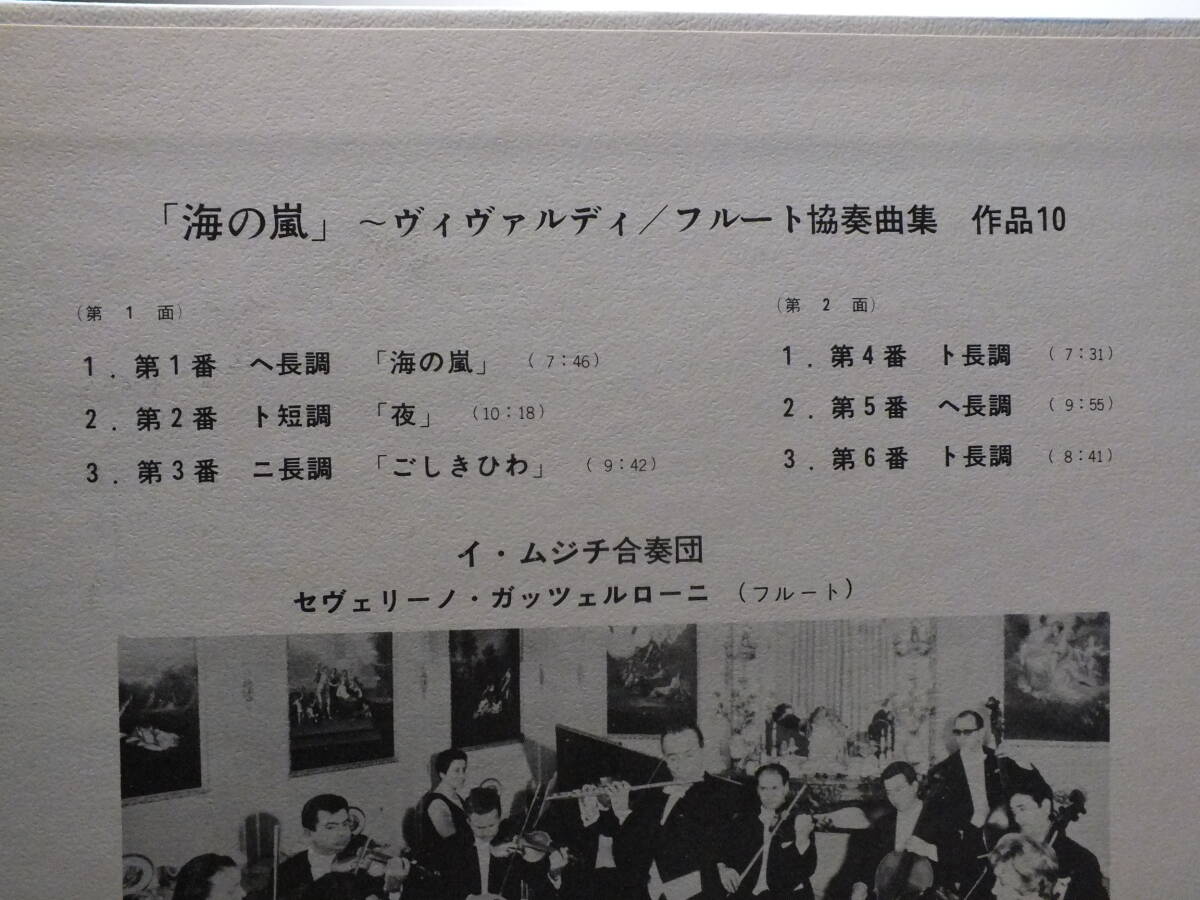 「海の嵐」～ヴィヴァルディ／フルート協奏曲集　作品10
（第　1　面）
1．第1番　ヘ長調　「海の嵐」（7：46）
2．第2番　ト短調　「夜」（10：18）
3．第3番　ニ長調　「ごしきひわ」（9：42）
（第　2　面）
1．第4番　ト長調（7：31）
2．第5番　ヘ長調（9：55）
3．第6番　ト長調（8：41）
イ・ムジチ合奏団
セヴェリーノ・ガッツェルローニ（フルート）